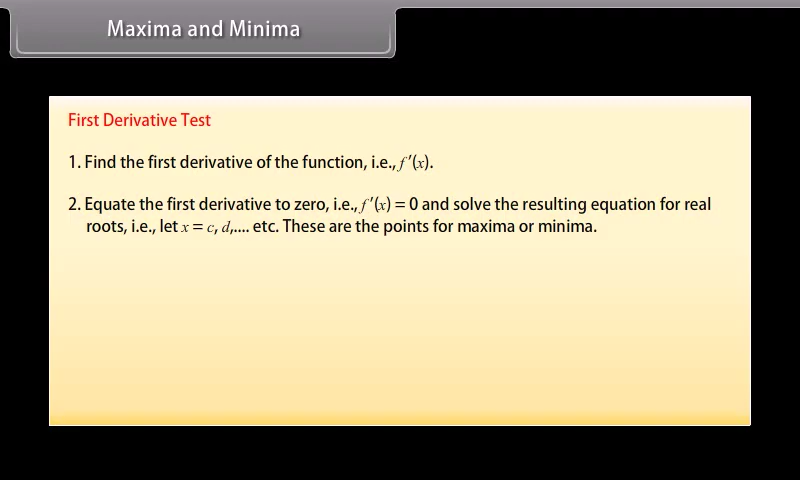 Maxima and Minima
First Derivative Test
1. Find the first derivative of the function, i.e., f′(x).
2. Equate the first derivative to zero, i.e., f′(x) = 0 and solve the resulting equation for real
roots, i.e., let x = c, d,.... etc. These are the points for maxima or minima.